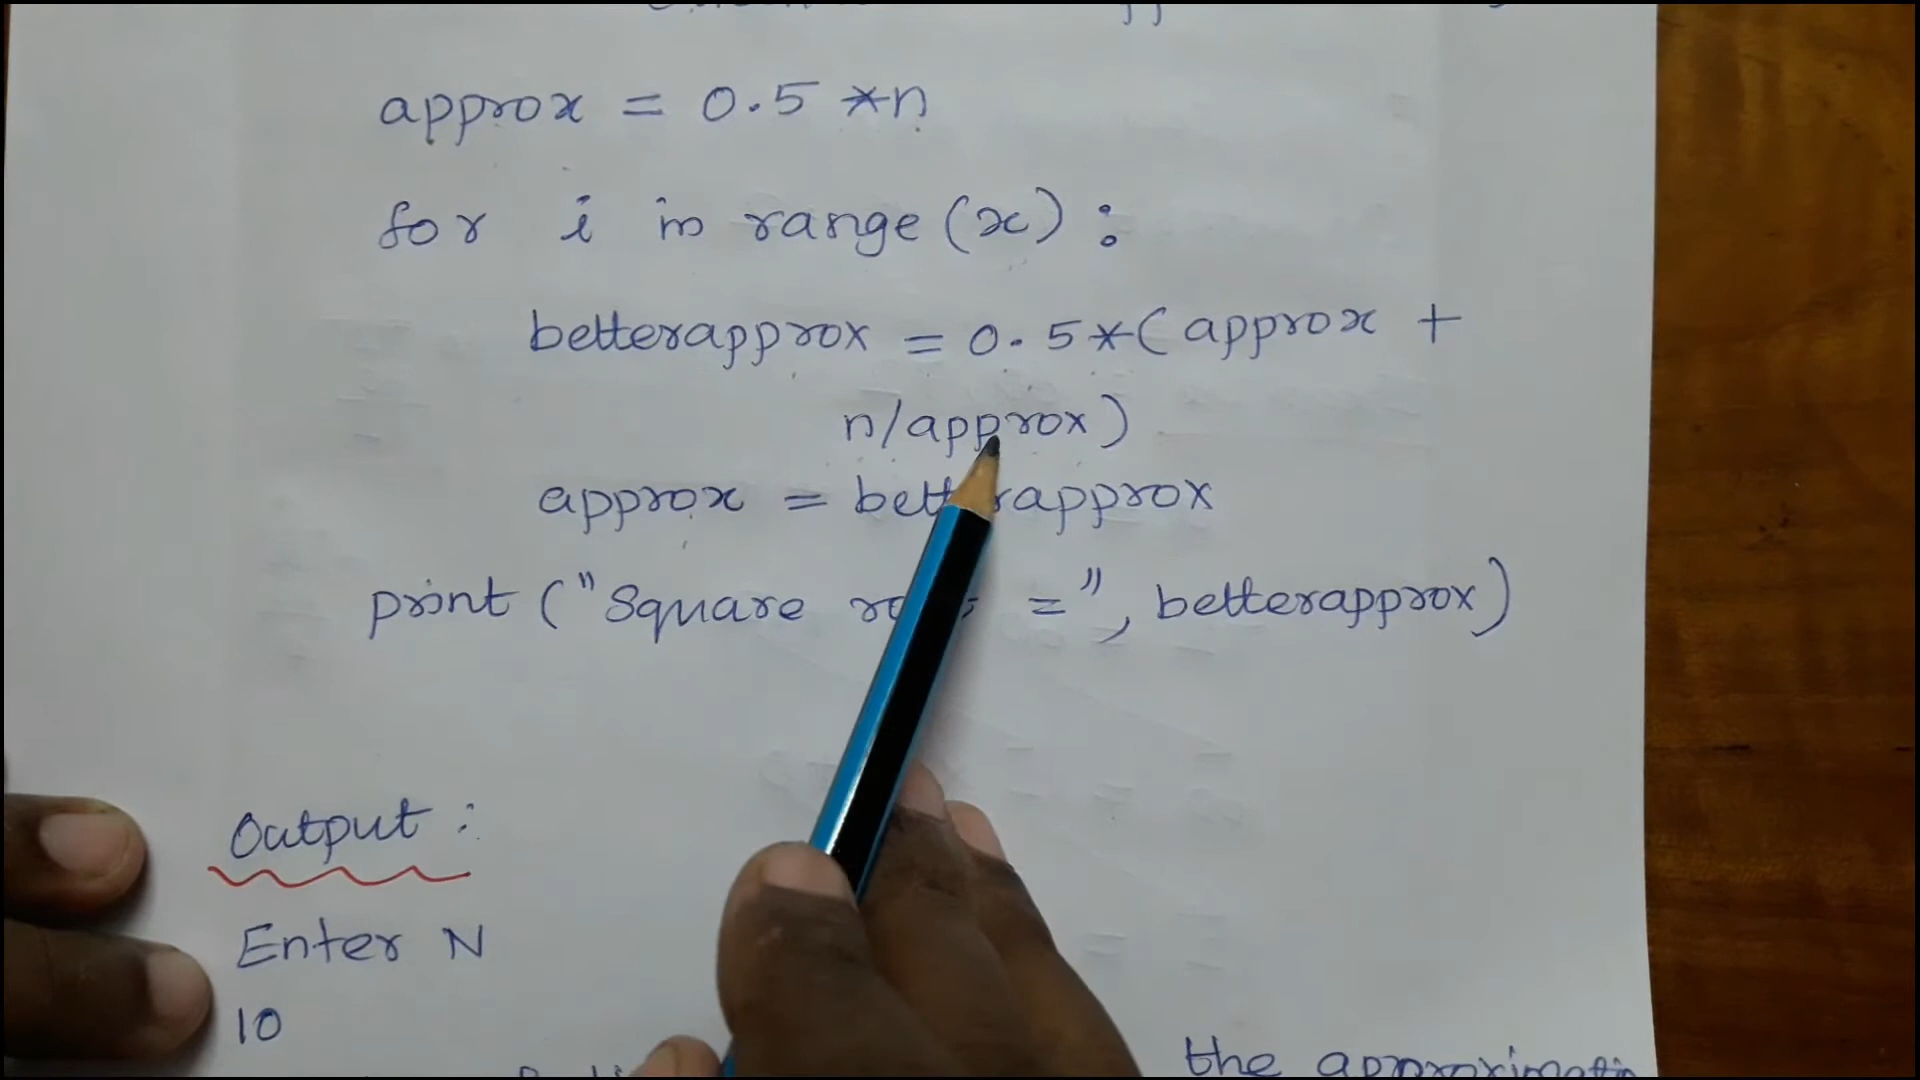 approx = 0.5 *n
for i in range (x) :
betterapprox = 0.5*( approx +
n/approx )
approx = betterapprox
print ("Square =", betterapprox)
Output :
Enter N
10
the